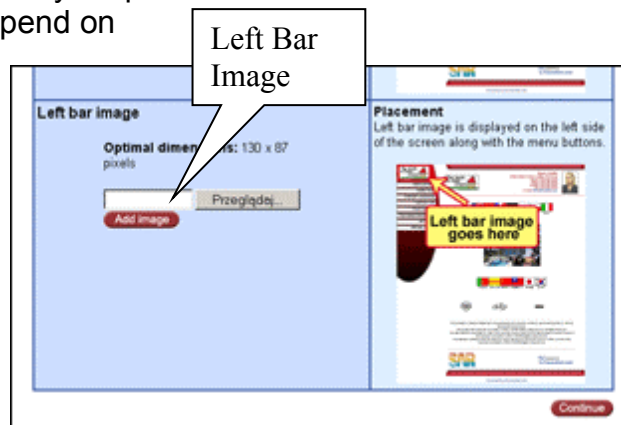 pend on
Left Bar
Image
Left bar image
Optimal dimen s: 130 x 87
pixels
Przeglądaj...
Add image
Placement
Left bar image is displayed on the left side
of the screen along with the menu buttons.
Left bar image
goes here
SAR
Continue